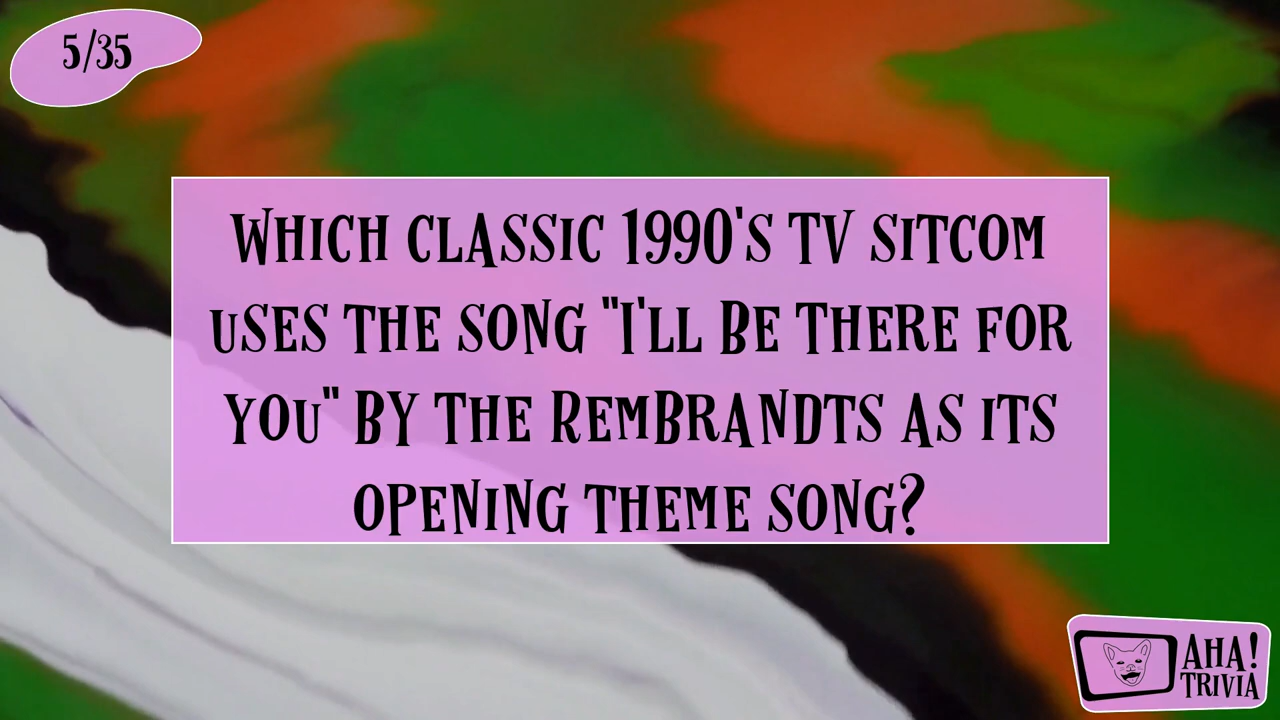 5/35
WHICH CLASSIC 1990'S TV SITCOM
USES THE SONG "I'LL BE THERE FOR
YOU" BY THE REMBRANDTS AS ITS
OPENING THEME SONG?
AHA!
TRIVIA